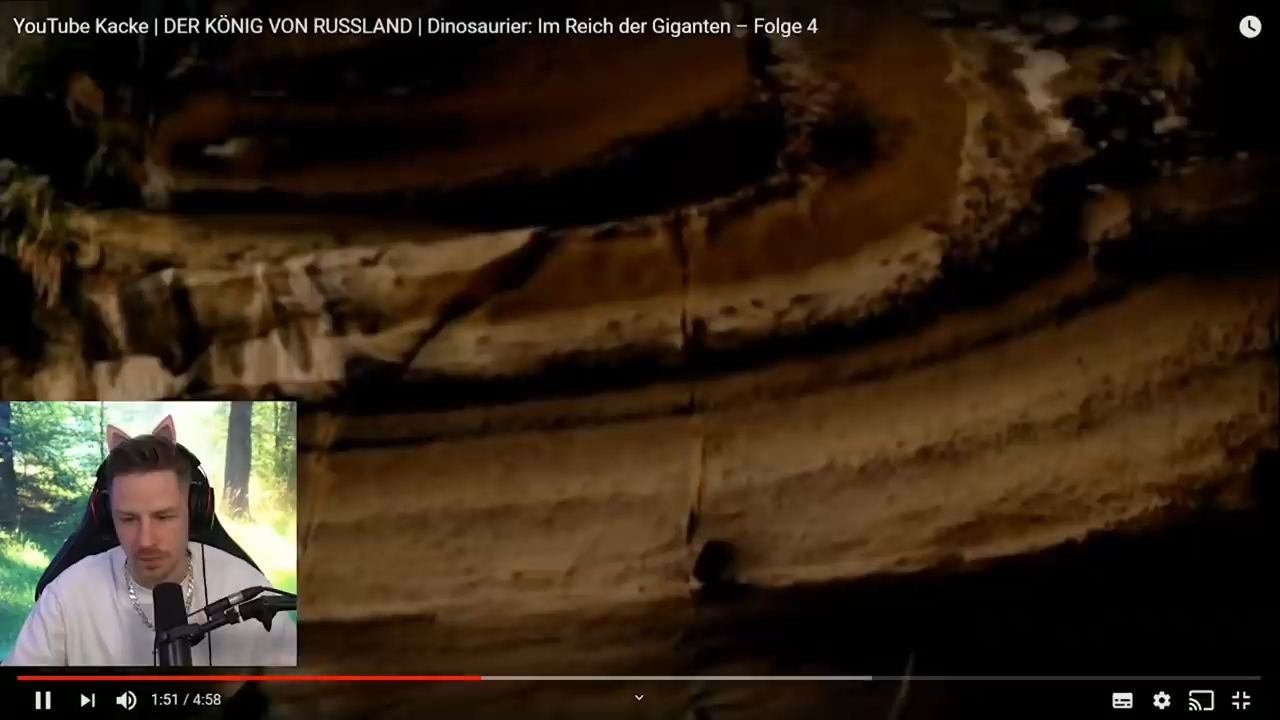 YouTube Kacke | DER KÖNIG VON RUSSLAND | Dinosaurier: Im Reich der Giganten – Folge 4
1:51 / 4:58